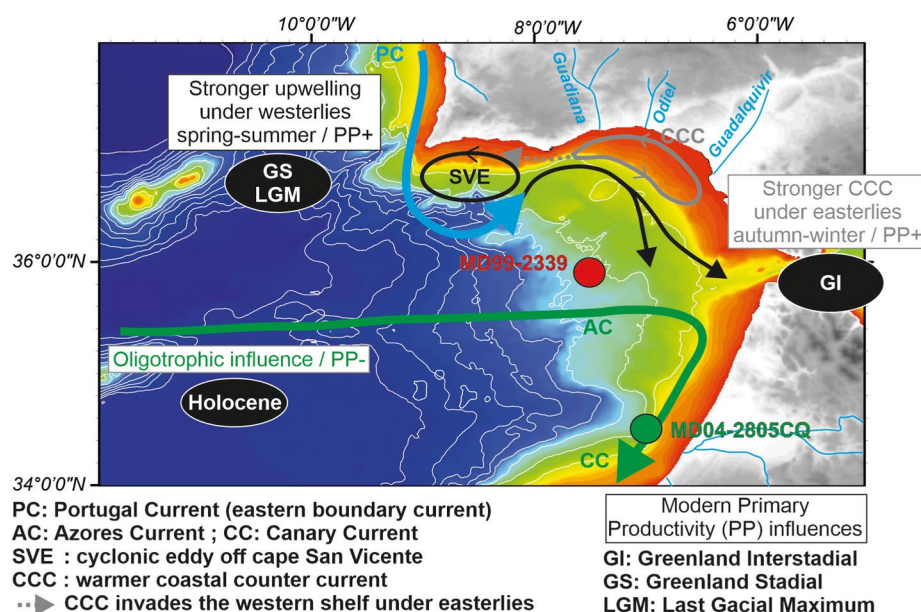 10°0'0"W
8°0'0"W
6°0'0"W
PC
Stronger upwelling
under westerlies
spring-summer / PP+
GS
LGM
SVE
Guadiana
Odiel
Guadalquivir
CCC
Stronger CCC
under easterlies
autumn-winter / PP+
36°0'0"N
MD99-2339
GI
AC
Oligotrophic influence / PP-
Holocene
MD04-2805CQ
CC
34°0'0"N
PC: Portugal Current (eastern boundary current)
AC: Azores Current ; CC: Canary Current
SVE : cyclonic eddy off cape San Vicente
CCC : warmer coastal counter current
CCC invades the western shelf under easterlies
Modern Primary
Productivity (PP) influences
GI: Greenland Interstadial
GS: Greenland Stadial
LGM: Last Gacial Maximum